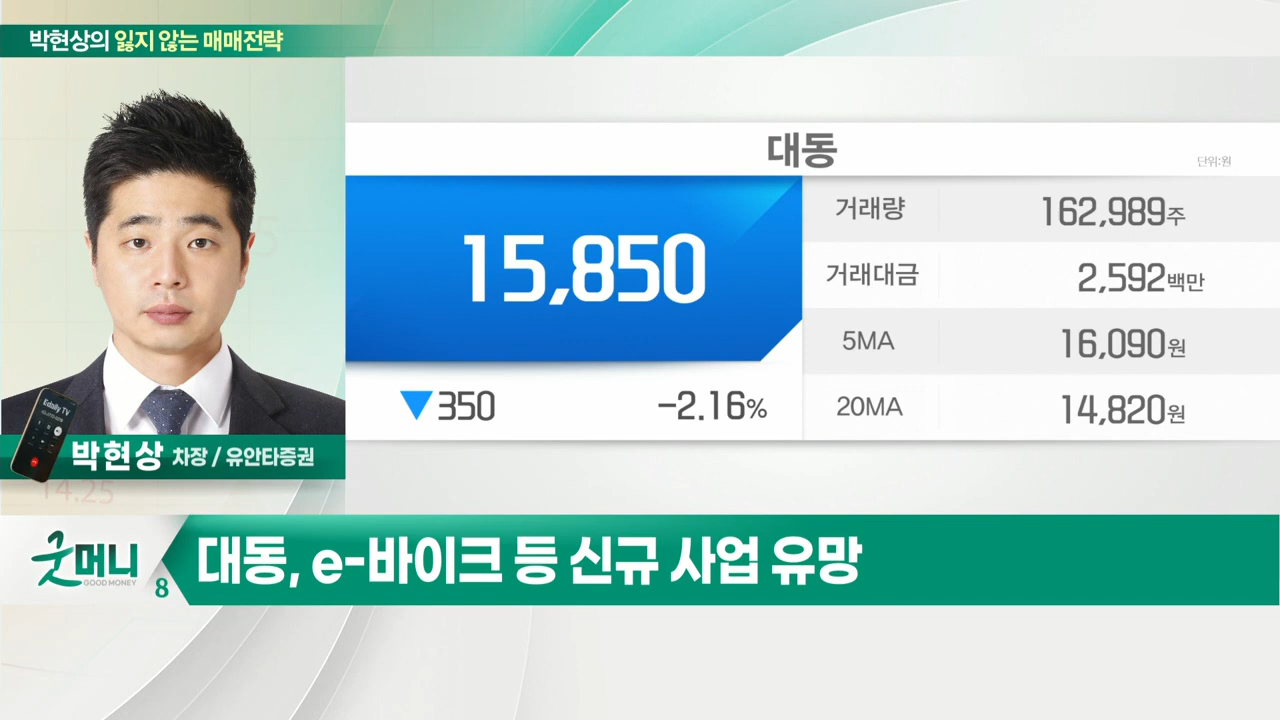 박현상의 잃지 않는 매매전략
대동
단위:원
15,850
▼350 -2.16%
거래량 162,989주
거래대금 2,592백만
5MA 16,090원
20MA 14,820원
Edaily TV
박현상 차장 / 유안타증권
14.25
굿머니
GOOD MONEY
8
대동, e-바이크 등 신규 사업 유망